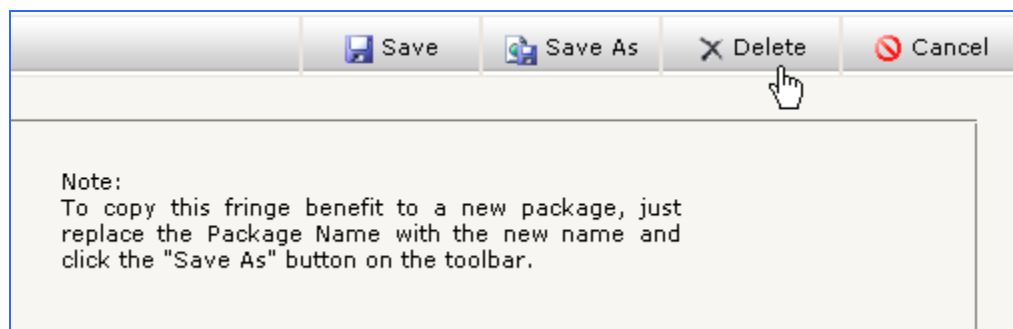 Save Save As Delete Cancel
Note:
To copy this fringe benefit to a new package, just
replace the Package Name with the new name and
click the "Save As" button on the toolbar.